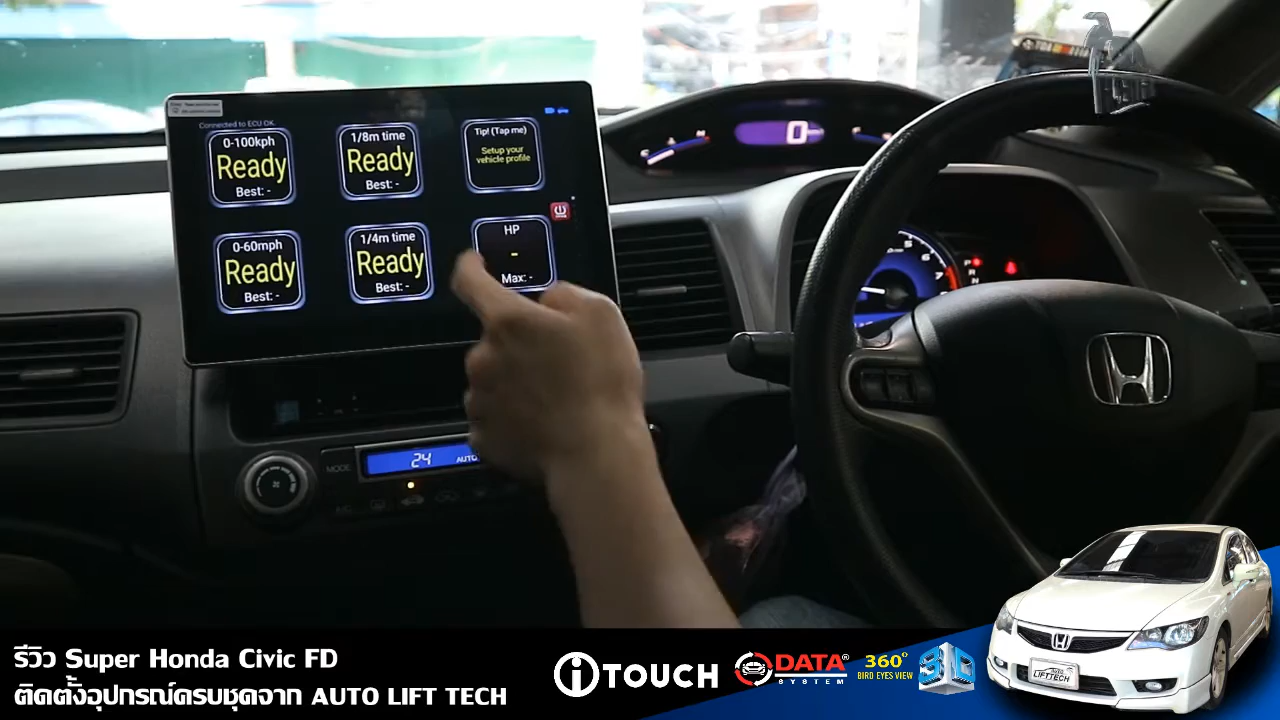 Connected to ECU OK.
0-100kph
Ready
Best: -
1/8m time
Ready
Best: -
Tip! (Tap me)
Setup your
vehicle profile
0-60mph
Ready
Best: -
1/4m time
Ready
Best: -
HP
-
Max: -
0
5
6
7
P
R
N
MODE
24 AUTO
A/C
รีวิว Super Honda Civic FD
ติดตั้งอุปกรณ์ครบชุดจาก AUTO LIFT TECH
iTOUCH
DATA®
SYSTEM
360°
BIRD EYES VIEW
3D
LIFTTECH